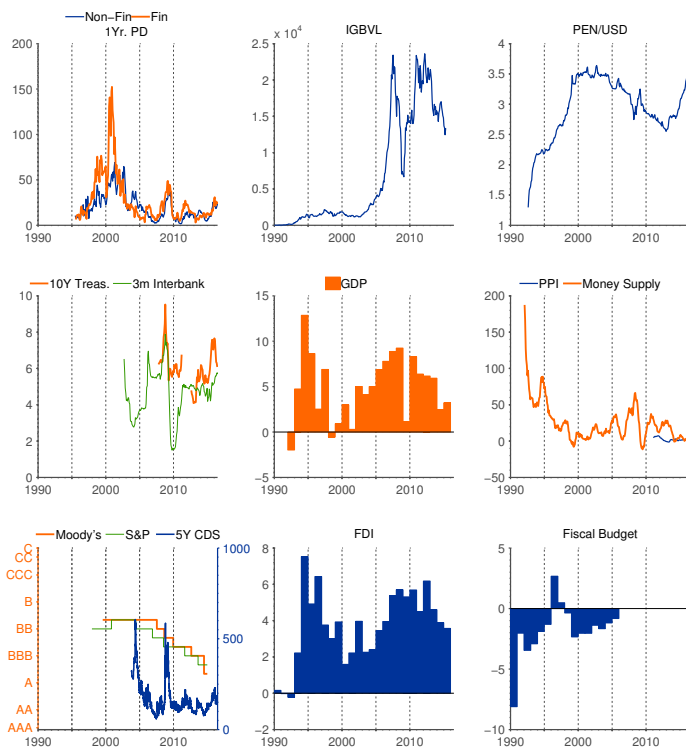 Non−Fin Fin
1Yr. PD
200
150
100
50
0
1990 2000 2010
IGBVL
2.5 x 10^4
2
1.5
1
0.5
0
1990 2000 2010
PEN/USD
4
3.5
3
2.5
2
1.5
1
1990 2000 2010
10Y Treas. 3m Interbank
10
8
6
4
2
0
1990 2000 2010
GDP
15
10
5
0
−5
1990 2000 2010
PPI Money Supply
200
150
100
50
0
−50
1990 2000 2010
Moody's S&P 5Y CDS
C
CC
CCC
B
BB
BBB
A
AA
AAA
1000
500
0
1990 2000 2010
FDI
8
6
4
2
0
−2
1990 2000 2010
Fiscal Budget
5
0
−5
−10
1990 2000 2010